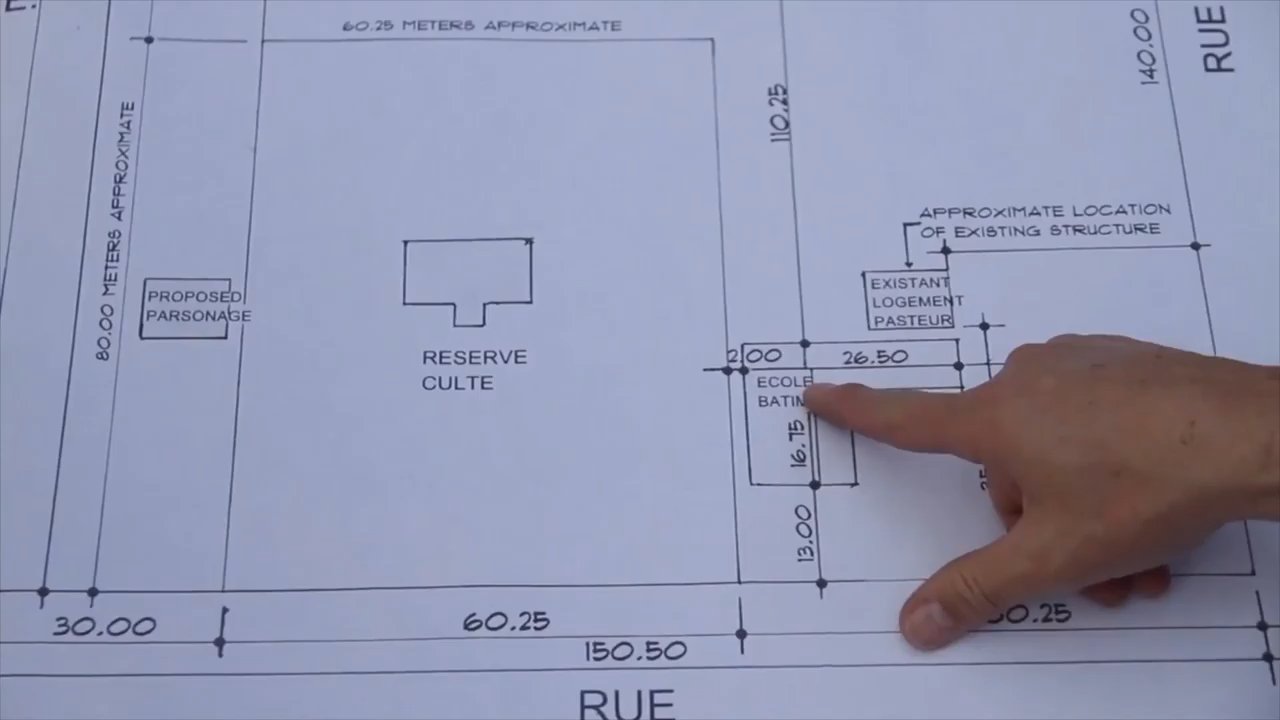 60.25 METERS APPROXIMATE
RUE
140.00
110.25
80.00 METERS APPROXIMATE
APPROXIMATE LOCATION
OF EXISTING STRUCTURE
PROPOSED
PARSONAGE
EXISTANT
LOGEMENT
PASTEUR
RESERVE
CULTE
2.00
26.50
ECOLE
16.75
13.00
30.00
60.25
150.50
RUE